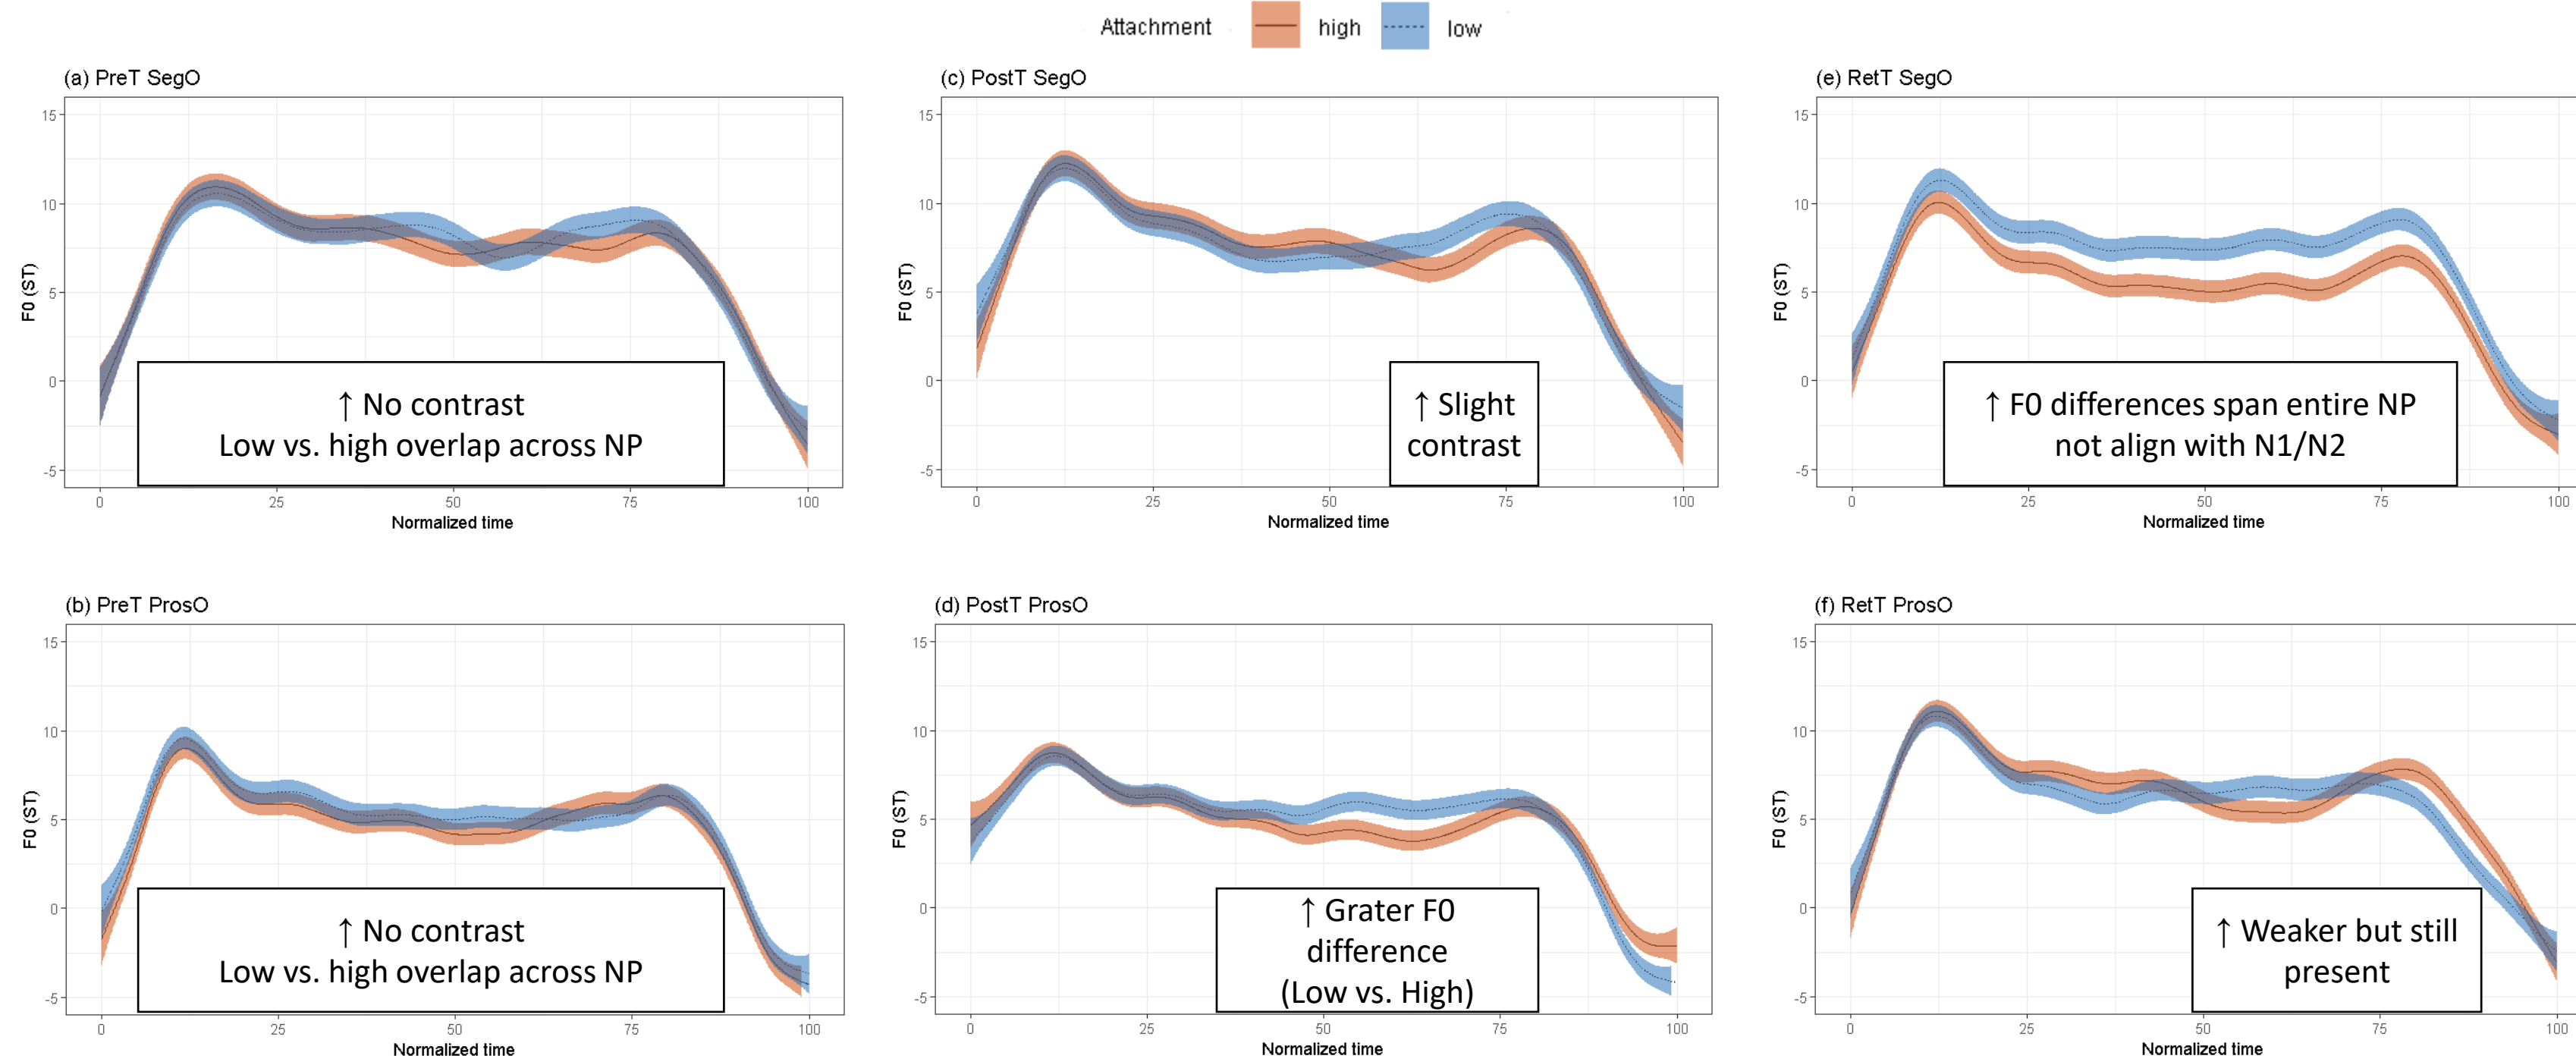 Attachment high low
(a) PreT SegO
15
10
5
0
-5
F0 (ST)
↑ No contrast
Low vs. high overlap across NP
0 25 50 75 100
Normalized time
(c) PostT SegO
15
10
5
0
-5
F0 (ST)
↑ Slight
contrast
0 25 50 75 100
Normalized time
(e) RetT SegO
15
10
5
0
-5
F0 (ST)
↑ F0 differences span entire NP
not align with N1/N2
0 25 50 75 100
Normalized time
(b) PreT ProsO
15
10
5
0
-5
F0 (ST)
↑ No contrast
Low vs. high overlap across NP
0 25 50 75 100
Normalized time
(d) PostT ProsO
15
10
5
0
-5
F0 (ST)
↑ Grater F0
difference
(Low vs. High)
0 25 50 75 100
Normalized time
(f) RetT ProsO
15
10
5
0
-5
F0 (ST)
↑ Weaker but still
present
0 25 50 75 100
Normalized time